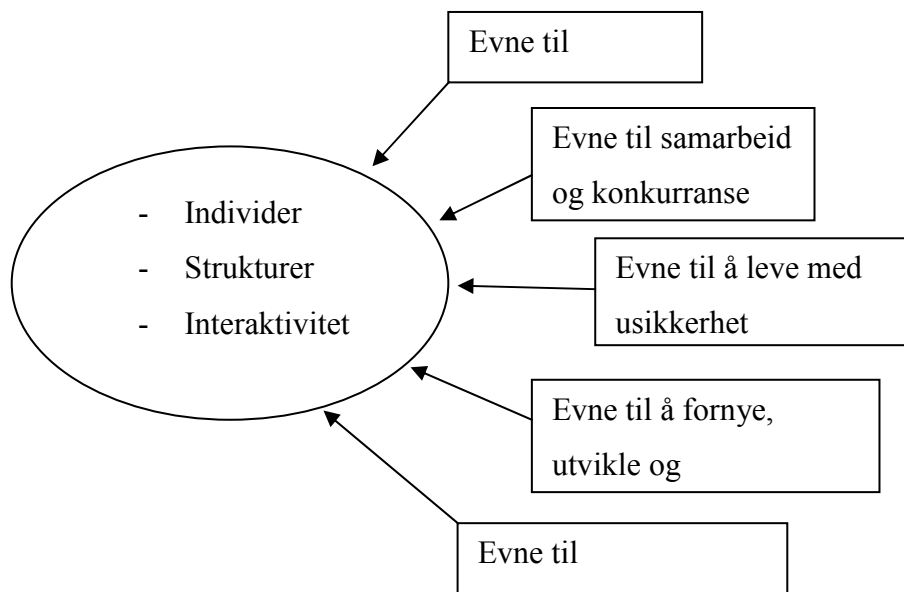 Evne til
Evne til samarbeid
og konkurranse
- Individer
- Strukturer
- Interaktivitet
Evne til å leve med
usikkerhet
Evne til å fornye,
utvikle og
Evne til